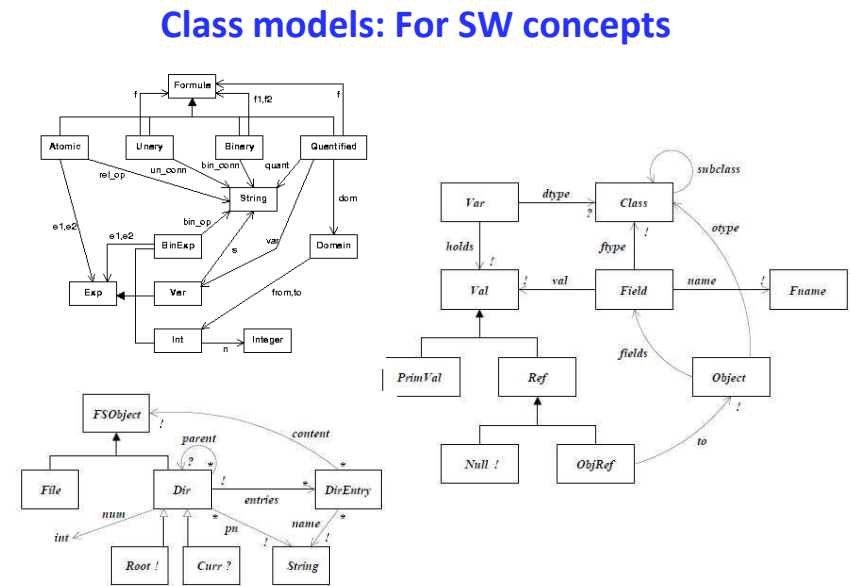 Class models: For SW concepts
Formula
f
f1,f2
f
Atomic
Unary
Binary
Quantified
rel_op
un_conn
bin_conn
quant
String
dom
bin_op
e1,e2
e1,e2
BinExp
s
var
Domain
Exp
Var
from,to
Int
n
Integer
subclass
Var
dtype
?
Class
!
otype
holds
!
ftype
Val
!
val
Field
name
!
Fname
PrimVal
Ref
fields
Object
!
Null !
ObjRef
to
FSObject
!
content
parent
?
*
*
File
Dir
!
entries
*
DirEntry
num
*
pn
name
*
int
!
!
Root !
Curr ?
String